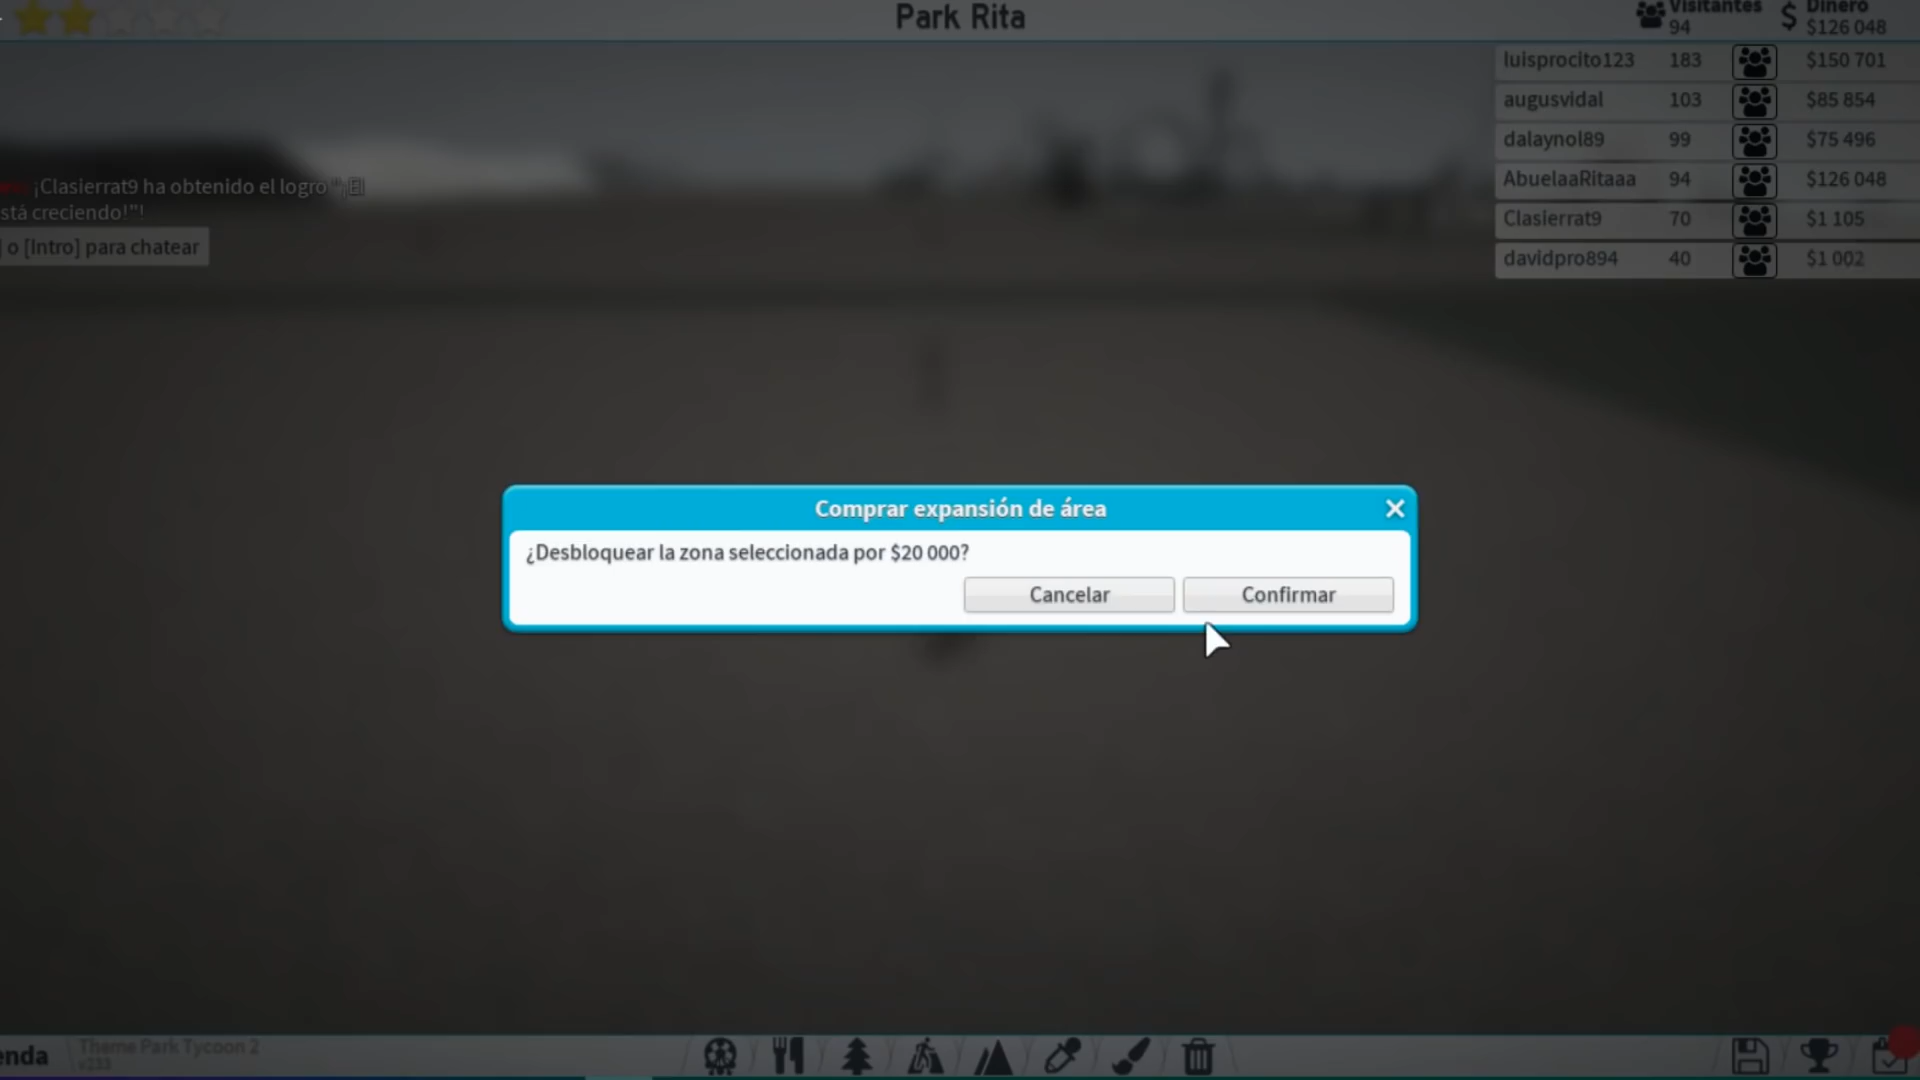 Park Rita
Visitantes
94
Dinero
$126 048
luisprocito123 183 $150 701
augusvidal 103 $85 854
dalaynol89 99 $75 496
AbuelaaRitaaa 94 $126 048
Clasierrat9 70 $1 105
davidpro894 40 $1 002
¡Clasierrat9 ha obtenido el logro "¡El
stá creciendo!"!
] o [Intro] para chatear
Comprar expansión de área
¿Desbloquear la zona seleccionada por $20 000?
Cancelar Confirmar
enda
Theme Park Tycoon 2
v233